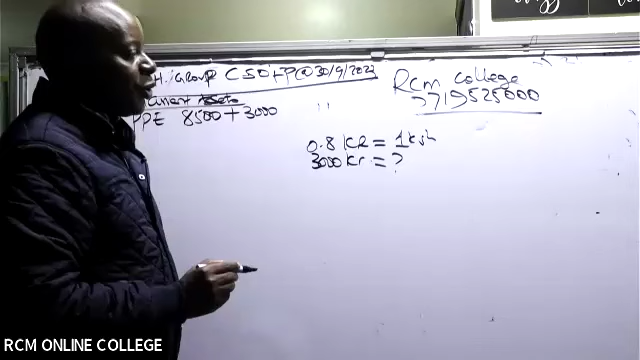 H. Group CSOFP @ 30/9/2023
Current Assets
PPE 8500 + 3000
Rcm College
0719525000
0.8 KR = 1 Ksh
3000 Kr = ?
RCM ONLINE COLLEGE